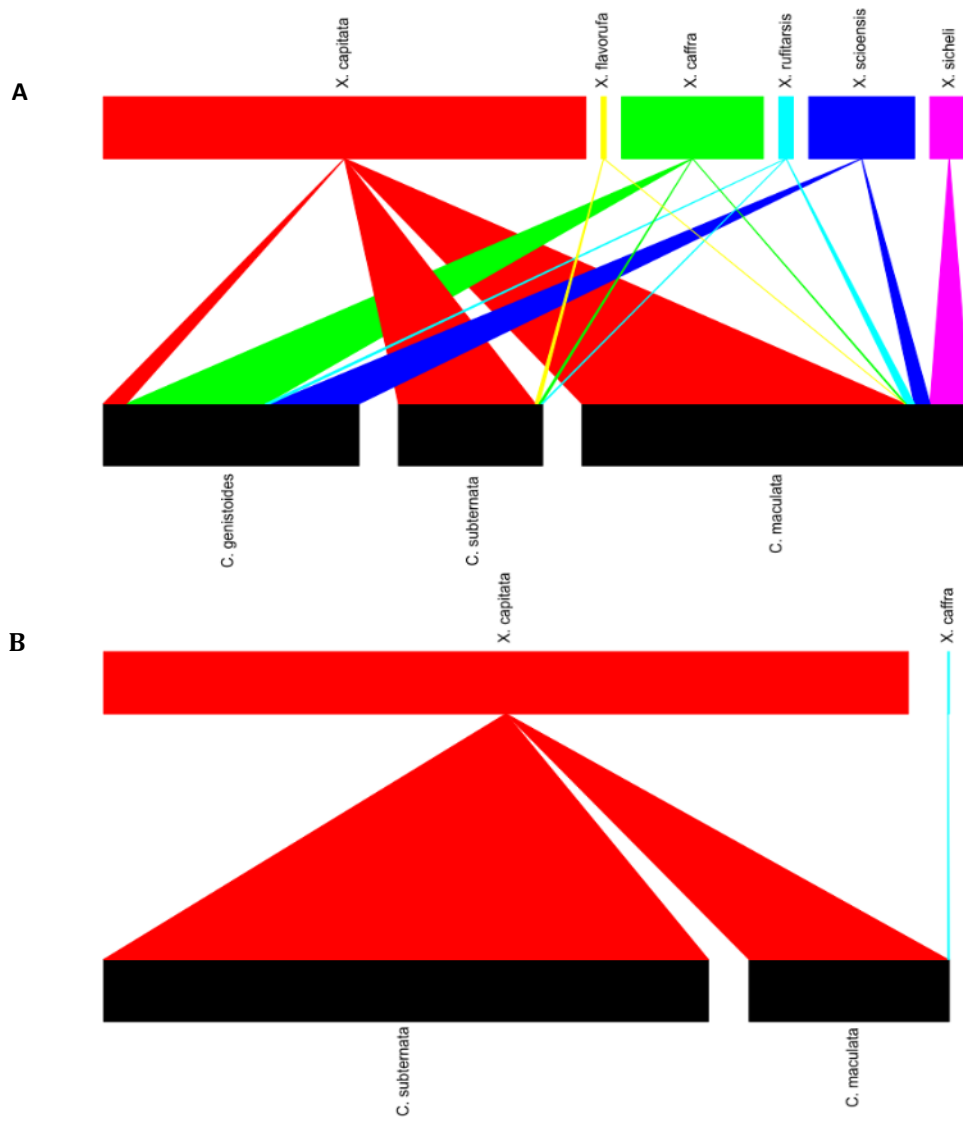 A
X. capitata
X. flavorufa
X. caffra
X. rufitarsis
X. scioensis
X. sicheli
C. genistoides
C. subternata
C. maculata
B
X. capitata
X. caffra
C. subternata
C. maculata